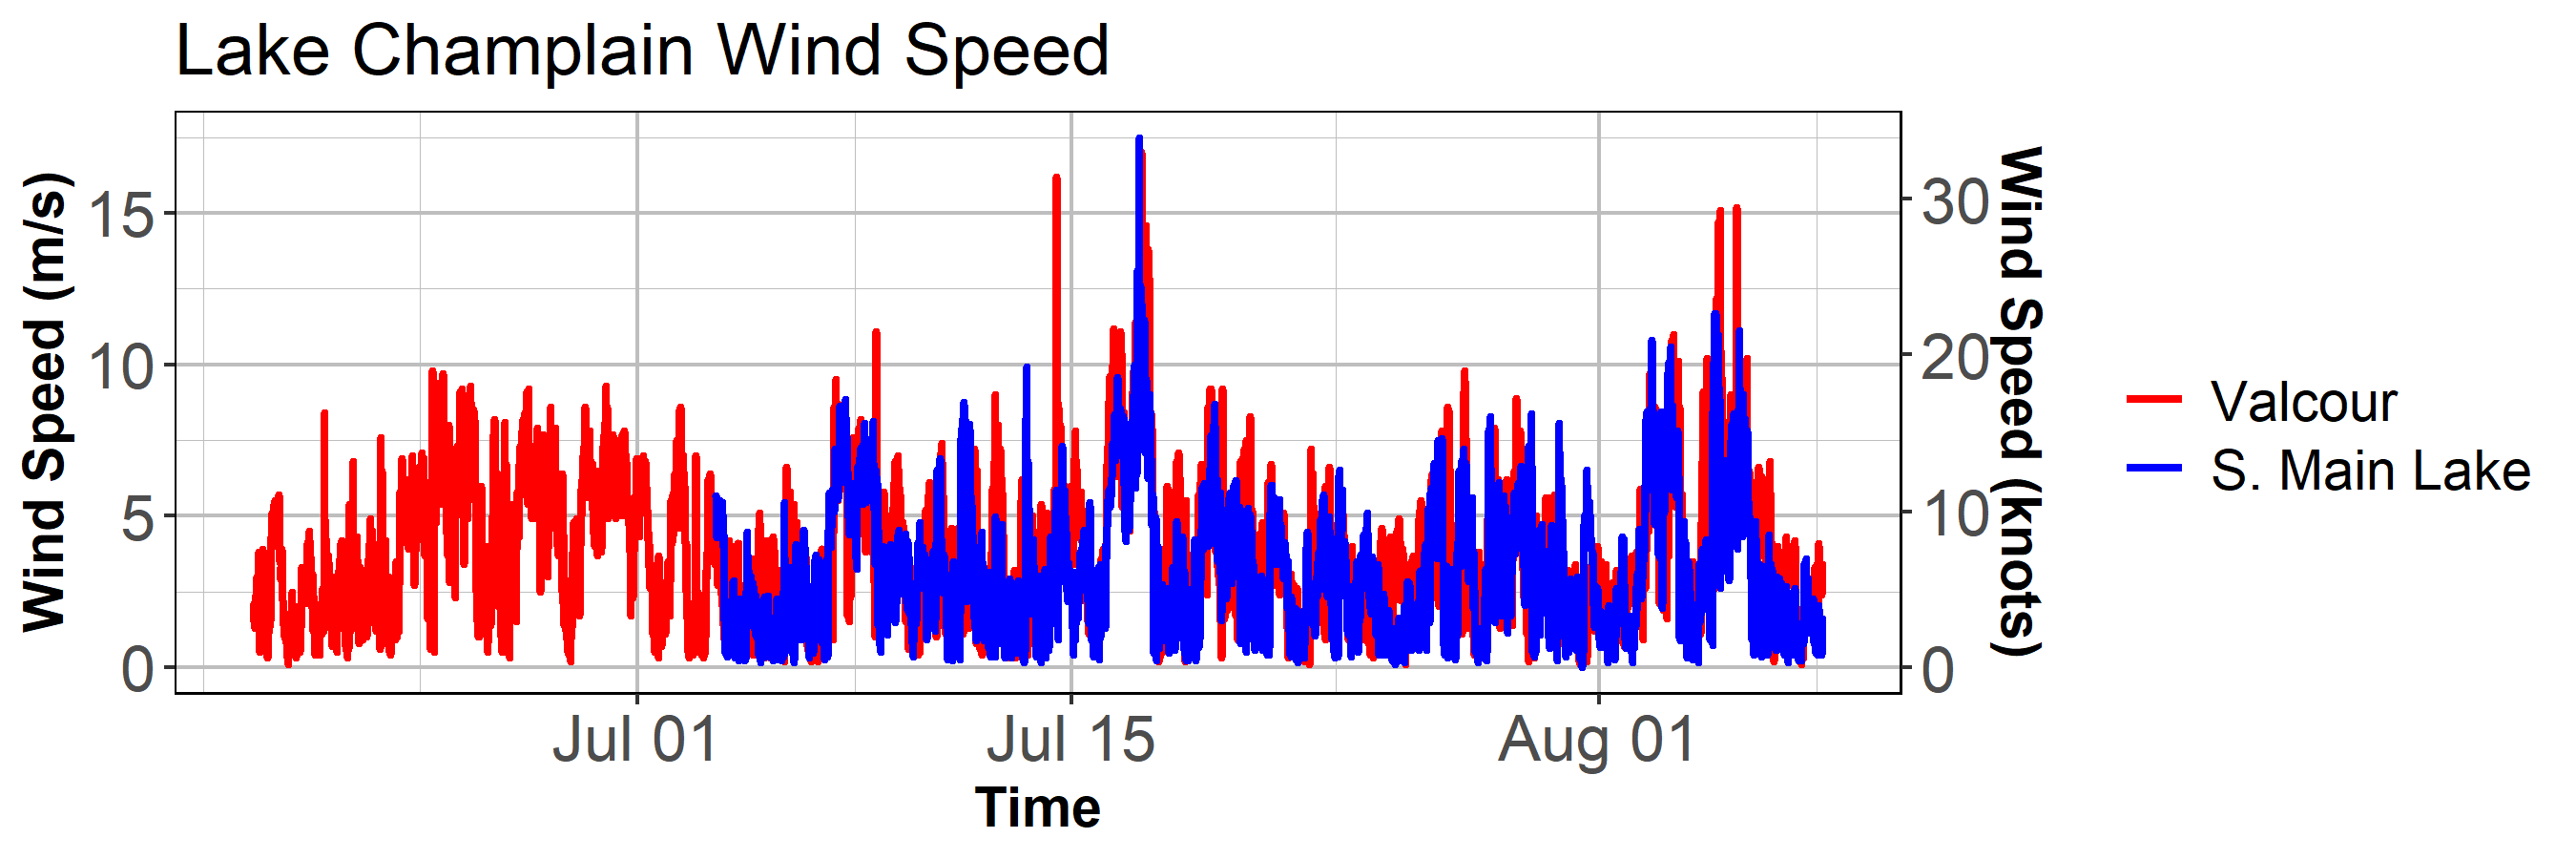 Lake Champlain Wind Speed
Wind Speed (m/s)
15
10
5
0
30
20
10
0
Wind Speed (knots)
Jul 01
Jul 15
Aug 01
Time
Valcour
S. Main Lake